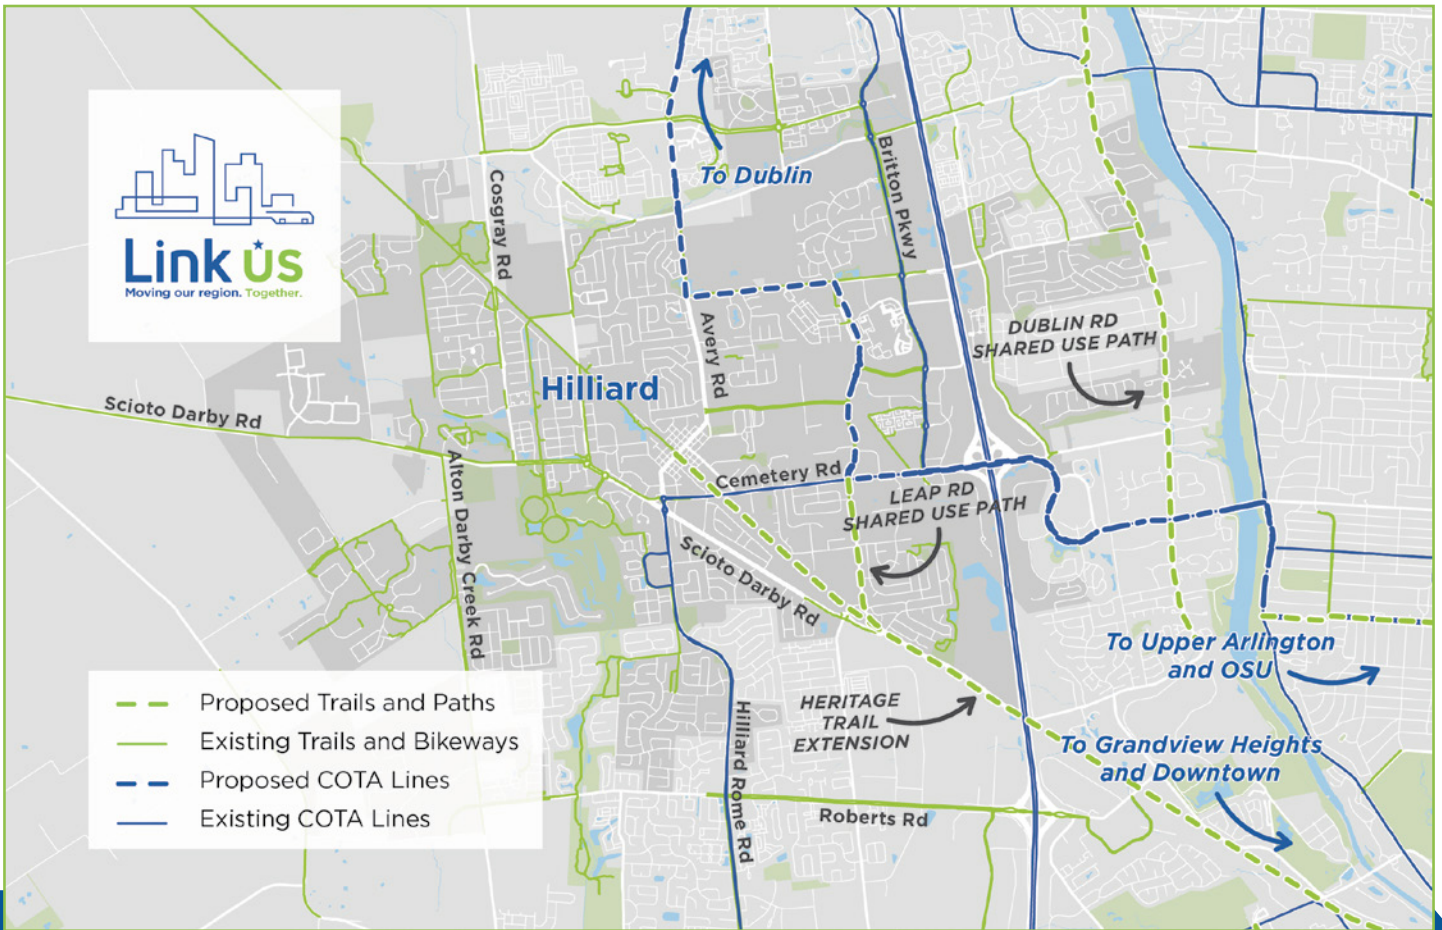 To Dublin
Britton Pkwy
Cosgray Rd
Link US
Moving our region. Together.
Avery Rd
DUBLIN RD
SHARED USE PATH
Hilliard
Scioto Darby Rd
Alton Darby Creek Rd
Cemetery Rd
LEAP RD
SHARED USE PATH
Scioto Darby Rd
To Upper Arlington
and OSU
HERITAGE
TRAIL
EXTENSION
Hilliard Rome Rd
To Grandview Heights
and Downtown
Roberts Rd
Proposed Trails and Paths
Existing Trails and Bikeways
Proposed COTA Lines
Existing COTA Lines